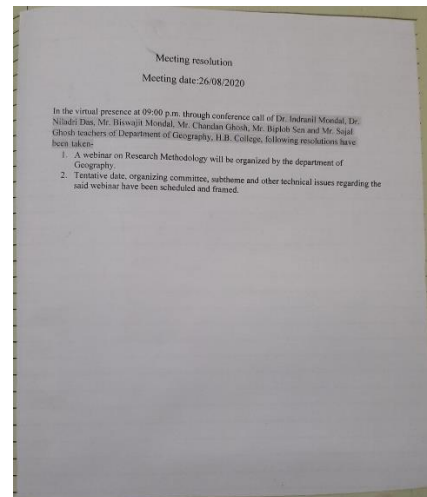 Meeting resolution
Meeting date:26/08/2020
In the virtual presence at 09:00 p.m. through conference call of Dr. Indranil Mondal, Dr.
Niladri Das, Mr. Biswajit Mondal, Mr. Chandan Ghosh, Mr. Biplab Sen and Mr. Sajal
Ghosh teachers of Department of Geography, H.B. College, following resolutions have
been taken-
1. A webinar on Research Methodology will be organized by the department of
Geography.
2. Tentative date, organizing committee, subtheme and other technical issues regarding the
said webinar have been scheduled and framed.